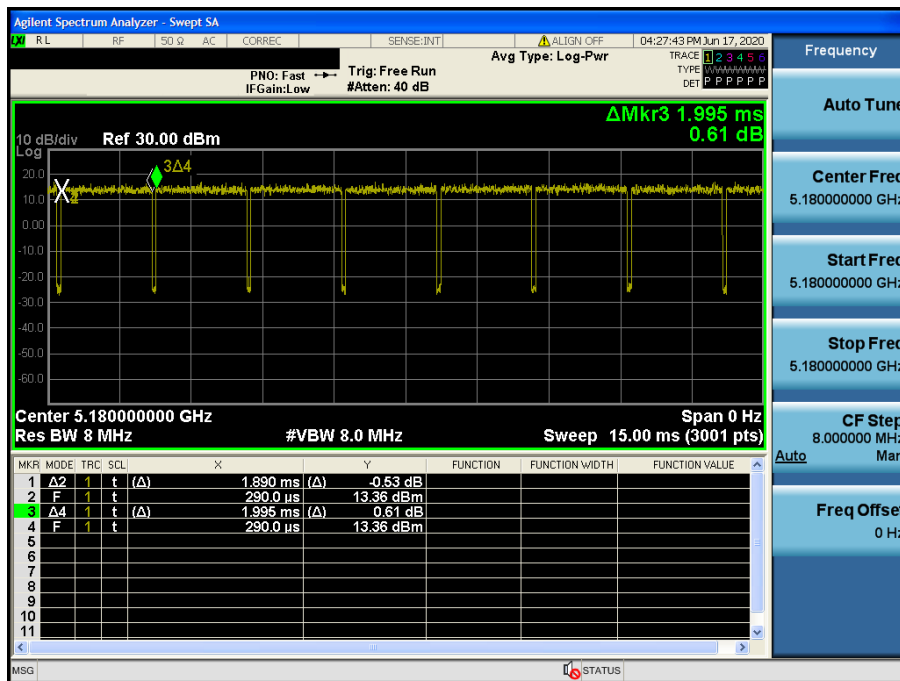 Agilent Spectrum Analyzer - Swept SA
LXI RL RF 50 Ω AC CORREC SENSE:INT ALIGN OFF 04:27:43 PM Jun 17, 2020
Avg Type: Log-Pwr TRACE 1 2 3 4 5 6
PNO: Fast Trig: Free Run TYPE WWWWWW
IFGain:Low #Atten: 40 dB DET P P P P P P
Frequency
Auto Tune
Center Freq
5.180000000 GHz
Start Freq
5.180000000 GHz
Stop Freq
5.180000000 GHz
CF Step
8.000000 MHz
Auto Man
Freq Offset
0 Hz
ΔMkr3 1.995 ms
0.61 dB
10 dB/div Ref 30.00 dBm
Log
3Δ4
20.0
X2
10.0
0.00
-10.0
-20.0
-30.0
-40.0
-50.0
-60.0
Center 5.180000000 GHz Span 0 Hz
Res BW 8 MHz #VBW 8.0 MHz Sweep 15.00 ms (3001 pts)
MKR MODE TRC SCL X Y FUNCTION FUNCTION WIDTH FUNCTION VALUE
1 Δ2 1 t (Δ) 1.890 ms (Δ) -0.53 dB
2 F 1 t 290.0 µs 13.36 dBm
3 Δ4 1 t (Δ) 1.995 ms (Δ) 0.61 dB
4 F 1 t 290.0 µs 13.36 dBm
5
6
7
8
9
10
11
MSG STATUS